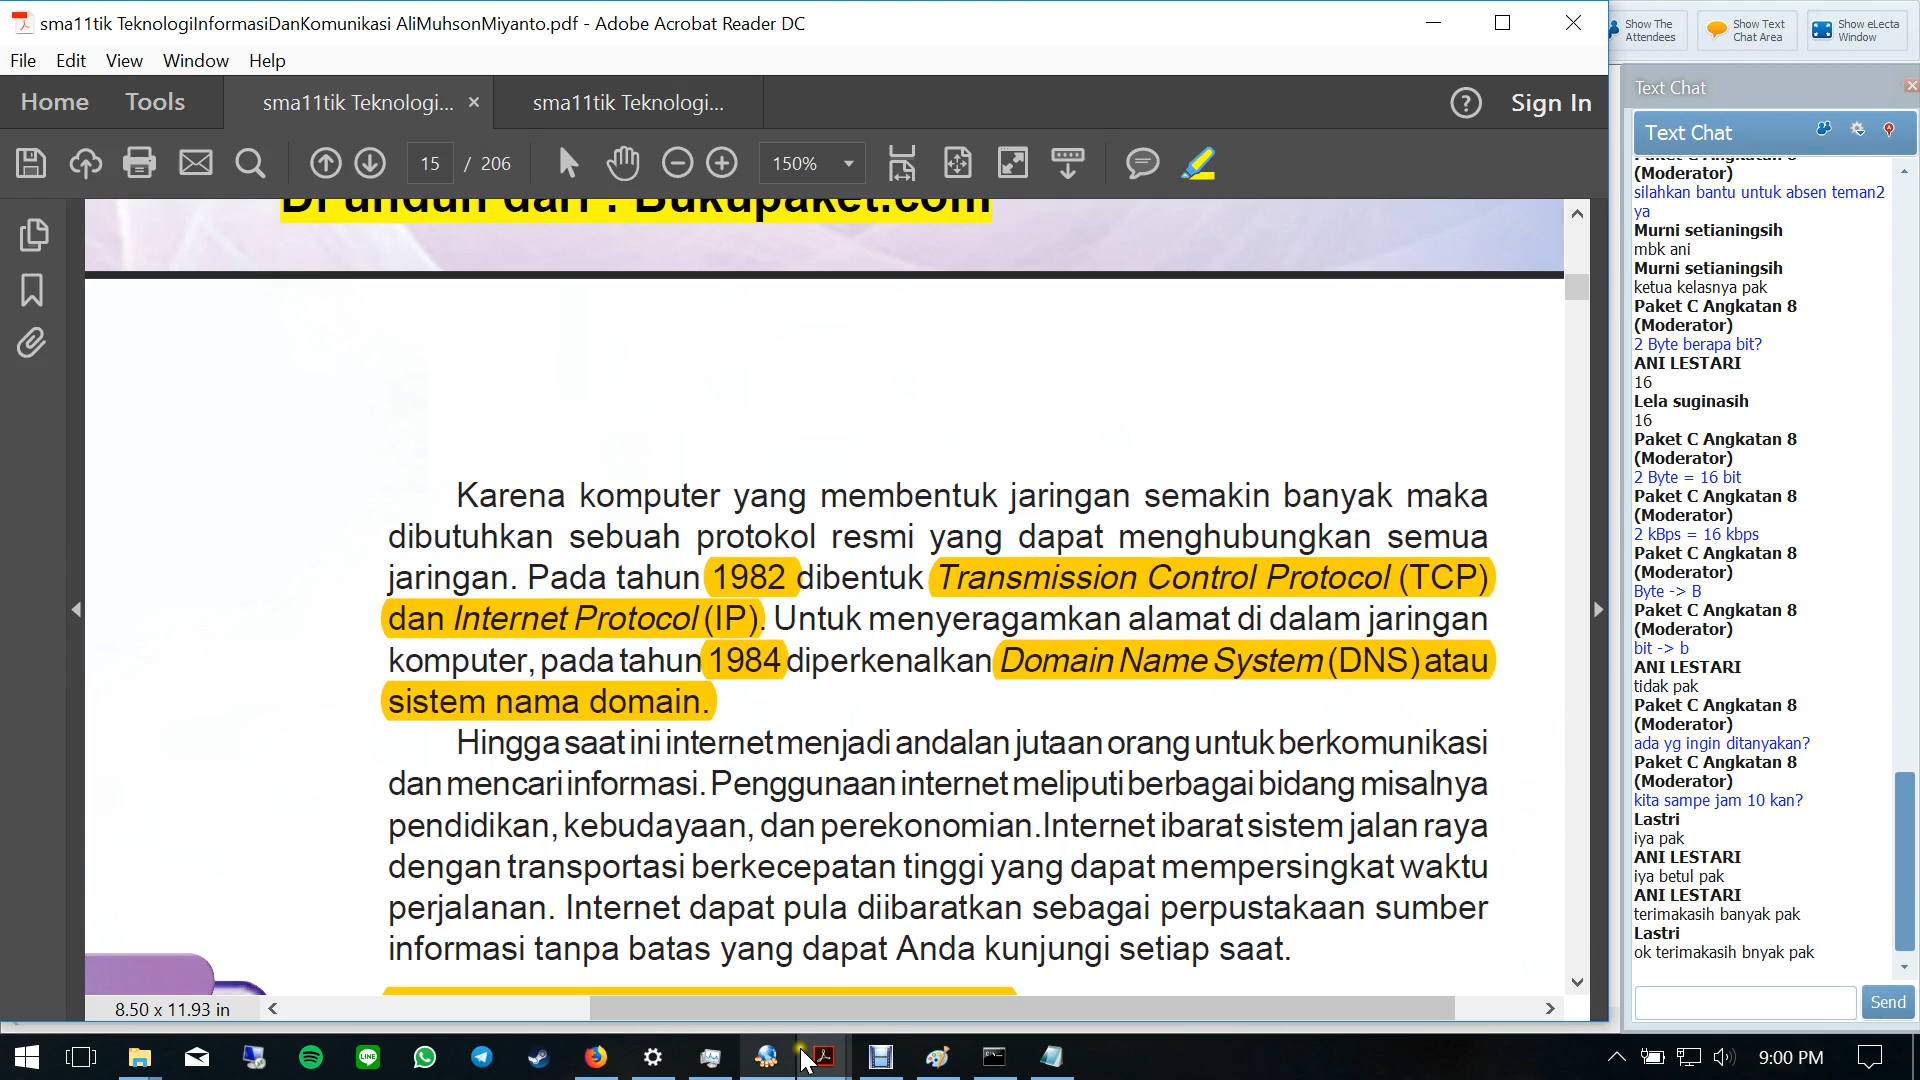 sma11tik TeknologiInformasiDanKomunikasi AliMuhsonMiyanto.pdf - Adobe Acrobat Reader DC
File Edit View Window Help
Home Tools sma11tik Teknologi... × sma11tik Teknologi... ? Sign In
15 / 206 150%
Di unduh dari : Bukupaket.com
Karena komputer yang membentuk jaringan semakin banyak maka
dibutuhkan sebuah protokol resmi yang dapat menghubungkan semua
jaringan. Pada tahun 1982 dibentuk Transmission Control Protocol (TCP)
dan Internet Protocol (IP). Untuk menyeragamkan alamat di dalam jaringan
komputer, pada tahun 1984 diperkenalkan Domain Name System (DNS) atau
sistem nama domain.
Hingga saat ini internet menjadi andalan jutaan orang untuk berkomunikasi
dan mencari informasi. Penggunaan internet meliputi berbagai bidang misalnya
pendidikan, kebudayaan, dan perekonomian. Internet ibarat sistem jalan raya
dengan transportasi berkecepatan tinggi yang dapat mempersingkat waktu
perjalanan. Internet dapat pula diibaratkan sebagai perpustakaan sumber
informasi tanpa batas yang dapat Anda kunjungi setiap saat.
8.50 x 11.93 in
Show The
Attendees
Show Text
Chat Area
Show eLecta
Window
Text Chat
Text Chat
Paket C Angkatan 8
(Moderator)
silahkan bantu untuk absen teman2
ya
Murni setianingsih
mbk ani
Murni setianingsih
ketua kelasnya pak
Paket C Angkatan 8
(Moderator)
2 Byte berapa bit?
ANI LESTARI
16
Lela suginasih
16
Paket C Angkatan 8
(Moderator)
2 Byte = 16 bit
Paket C Angkatan 8
(Moderator)
2 kBps = 16 kbps
Paket C Angkatan 8
(Moderator)
Byte -> B
Paket C Angkatan 8
(Moderator)
bit -> b
ANI LESTARI
tidak pak
Paket C Angkatan 8
(Moderator)
ada yg ingin ditanyakan?
Paket C Angkatan 8
(Moderator)
kita sampe jam 10 kan?
Lastri
iya pak
ANI LESTARI
iya betul pak
ANI LESTARI
terimakasih banyak pak
Lastri
ok terimakasih bnyak pak
Send
LINE
9:00 PM